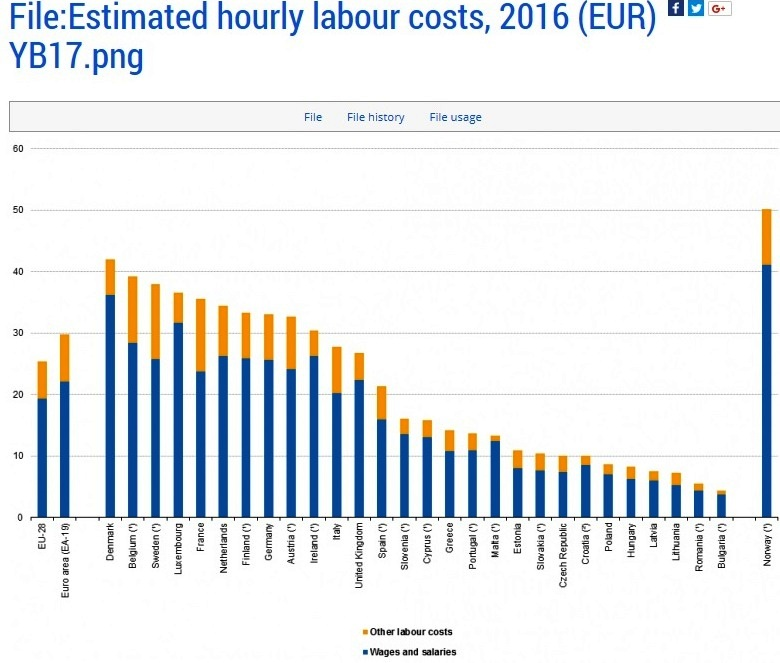 File:Estimated hourly labour costs, 2016 (EUR)
f G+
YB17.png
File File history File usage
60
50
40
30
20
10
0
EU-28
Euro area (EA-19)
Denmark
Belgium (¹)
Sweden (¹)
Luxembourg
France
Netherlands
Finland (¹)
Germany
Austria (¹)
Ireland (¹)
Italy
United Kingdom
Spain (¹)
Slovenia (¹)
Cyprus (¹)
Greece
Portugal (¹)
Malta (¹)
Estonia
Slovakia (¹)
Czech Republic
Croatia (²)
Poland
Hungary
Latvia
Lithuania
Romania (¹)
Bulgaria (¹)
Norway (¹)
Other labour costs
Wages and salaries